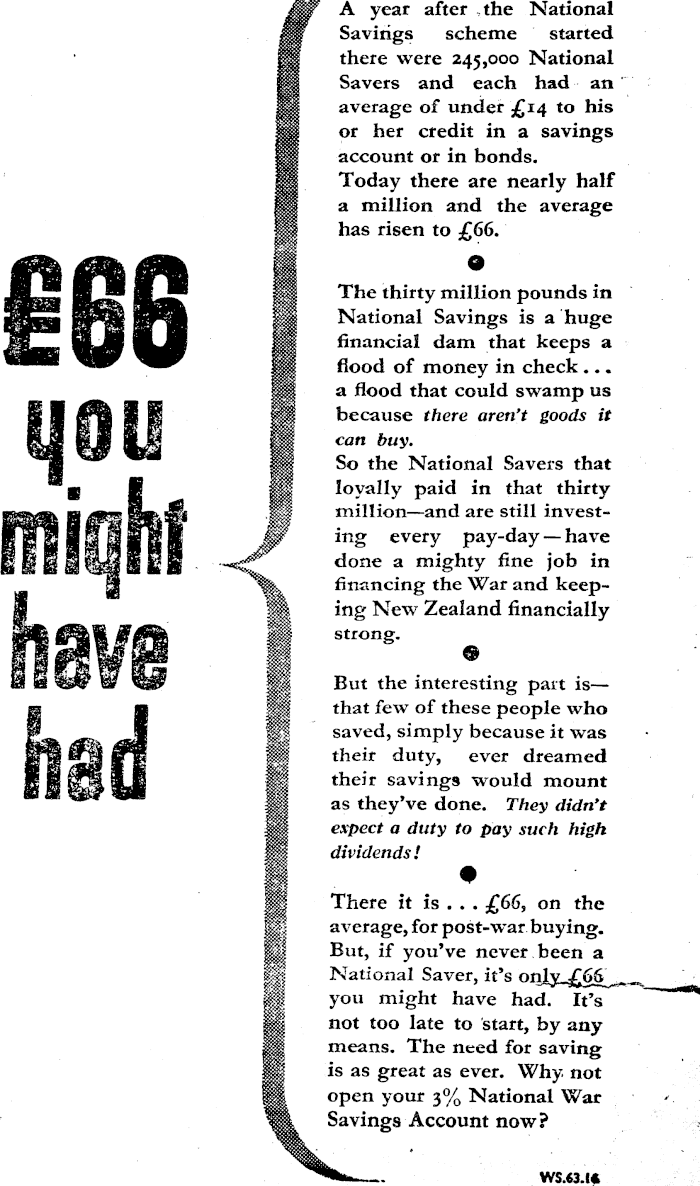 £66
you
might
have
had
A year after the National
Savings scheme started
there were 245,000 National
Savers and each had an
average of under £14 to his
or her credit in a savings
account or in bonds.
Today there are nearly half
a million and the average
has risen to £66.
The thirty million pounds in
National Savings is a huge
financial dam that keeps a
flood of money in check...
a flood that could swamp us
because there aren't goods it
can buy.
So the National Savers that
loyally paid in that thirty
million—and are still invest-
ing every pay-day—have
done a mighty fine job in
financing the War and keep-
ing New Zealand financially
strong.
But the interesting part is—
that few of these people who
saved, simply because it was
their duty, ever dreamed
their savings would mount
as they've done. They didn't
expect a duty to pay such high
dividends!
There it is... £66, on the
average, for post-war buying.
But, if you've never been a
National Saver, it's only £66
you might have had. It's
not too late to start, by any
means. The need for saving
is as great as ever. Why not
open your 3% National War
Savings Account now?
WS.63.16